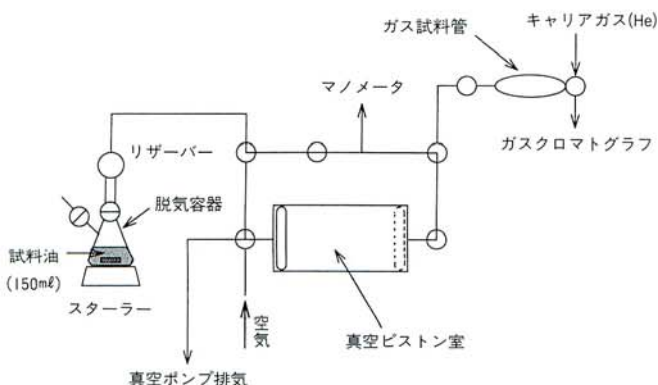 ガス試料管
キャリアガス(He)
マノメータ
ガスクロマトグラフ
リザーバー
脱気容器
試料油
(150mℓ)
スターラー
空気
真空ピストン室
真空ポンプ排気